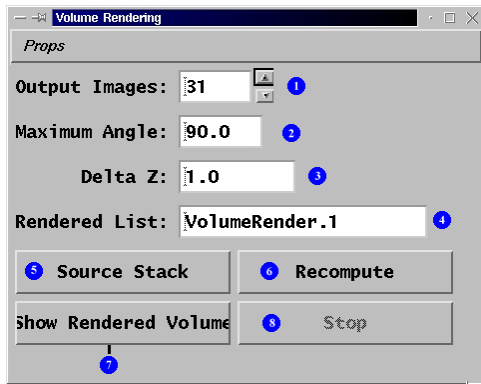 Volume Rendering
Props
Output Images: 31 1
Maximum Angle: 90.0 2
Delta Z: 1.0 3
Rendered List: VolumeRender.1 4
5 Source Stack 6 Recompute
Show Rendered Volume 8 Stop
7